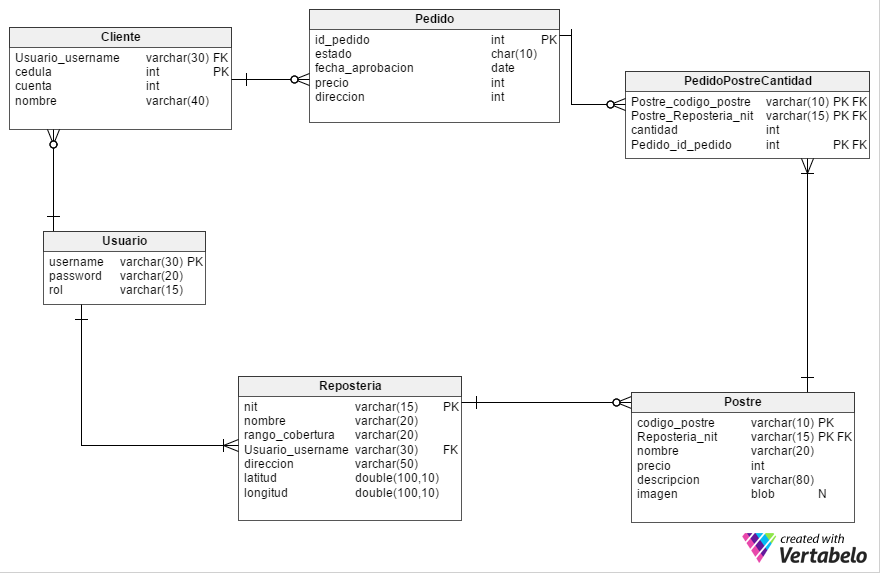 Cliente
Usuario_username varchar(30) FK
cedula int PK
cuenta int
nombre varchar(40)
Pedido
id_pedido int PK
estado char(10)
fecha_aprobacion date
precio int
direccion int
PedidoPostreCantidad
Postre_codigo_postre varchar(10) PK FK
Postre_Reposteria_nit varchar(15) PK FK
cantidad int
Pedido_id_pedido int PK FK
Usuario
username varchar(30) PK
password varchar(20)
rol varchar(15)
Reposteria
nit varchar(15) PK
nombre varchar(20)
rango_cobertura varchar(20)
Usuario_username varchar(30) FK
direccion varchar(50)
latitud double(100,10)
longitud double(100,10)
Postre
codigo_postre varchar(10) PK
Reposteria_nit varchar(15) PK FK
nombre varchar(20)
precio int
descripcion varchar(80)
imagen blob N
created with
Vertabelo